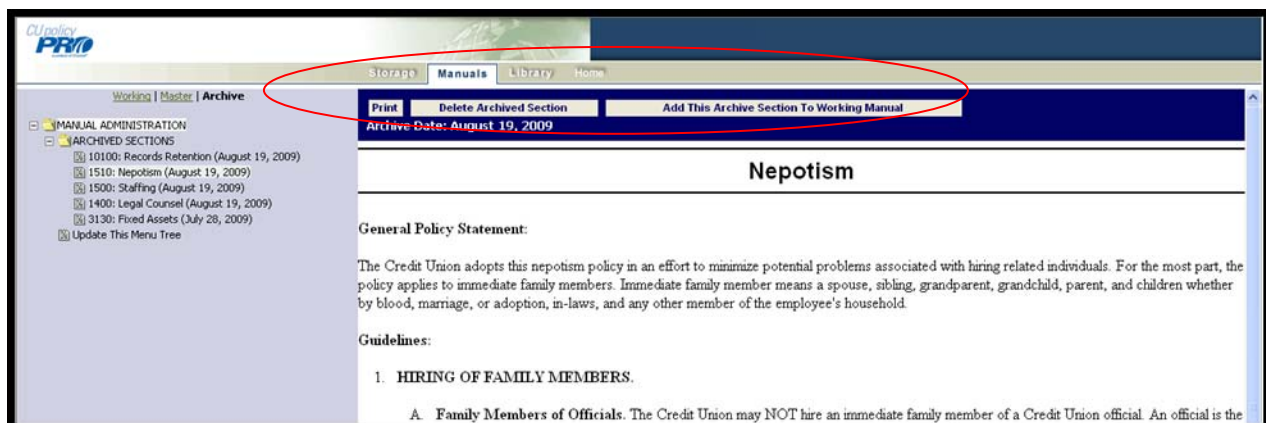 CU policy
PRO
Storage Manuals Library Home
Working | Master | Archive
Print Delete Archived Section Add This Archive Section To Working Manual
Archive Date: August 19, 2009
MANUAL ADMINISTRATION
ARCHIVED SECTIONS
10100: Records Retention (August 19, 2009)
1510: Nepotism (August 19, 2009)
1500: Staffing (August 19, 2009)
1400: Legal Counsel (August 19, 2009)
3130: Fixed Assets (July 28, 2009)
Update This Menu Tree
Nepotism
General Policy Statement:
The Credit Union adopts this nepotism policy in an effort to minimize potential problems associated with hiring related individuals. For the most part, the
policy applies to immediate family members. Immediate family member means a spouse, sibling, grandparent, grandchild, parent, and children whether
by blood, marriage, or adoption, in-laws, and any other member of the employee's household.
Guidelines:
1. HIRING OF FAMILY MEMBERS.
A. Family Members of Officials. The Credit Union may NOT hire an immediate family member of a Credit Union official. An official is the